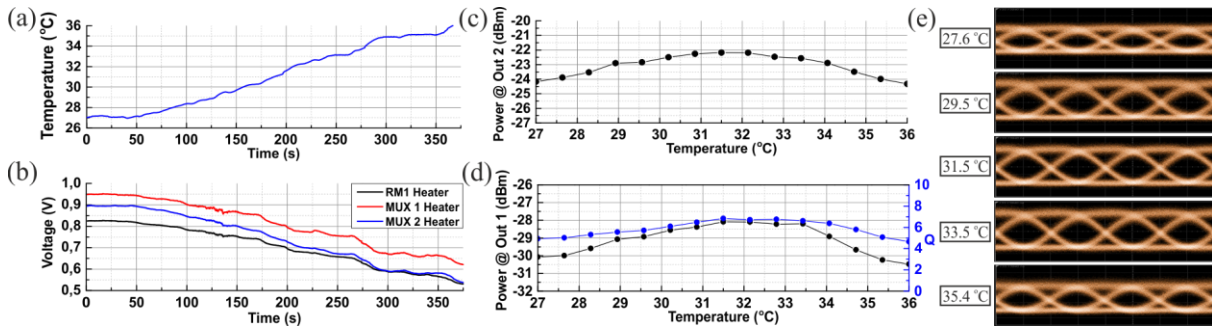 (a)
Temperature (°C)
36
34
32
30
28
26
0 50 100 150 200 250 300 350
Time (s)
(b)
Voltage (V)
1,0
0,9
0,8
0,7
0,6
0,5
RM1 Heater
MUX 1 Heater
MUX 2 Heater
0 50 100 150 200 250 300 350
Time (s)
(c)
Power @ Out 2 (dBm)
-20
-21
-22
-23
-24
-25
-26
-27
27 28 29 30 31 32 33 34 35 36
Temperature (°C)
(d)
Power @ Out 1 (dBm)
-26
-27
-28
-29
-30
-31
-32
10
8
6
4
2
0
Q
27 28 29 30 31 32 33 34 35 36
Temperature (°C)
(e)
27.6 °C
29.5 °C
31.5 °C
33.5 °C
35.4 °C